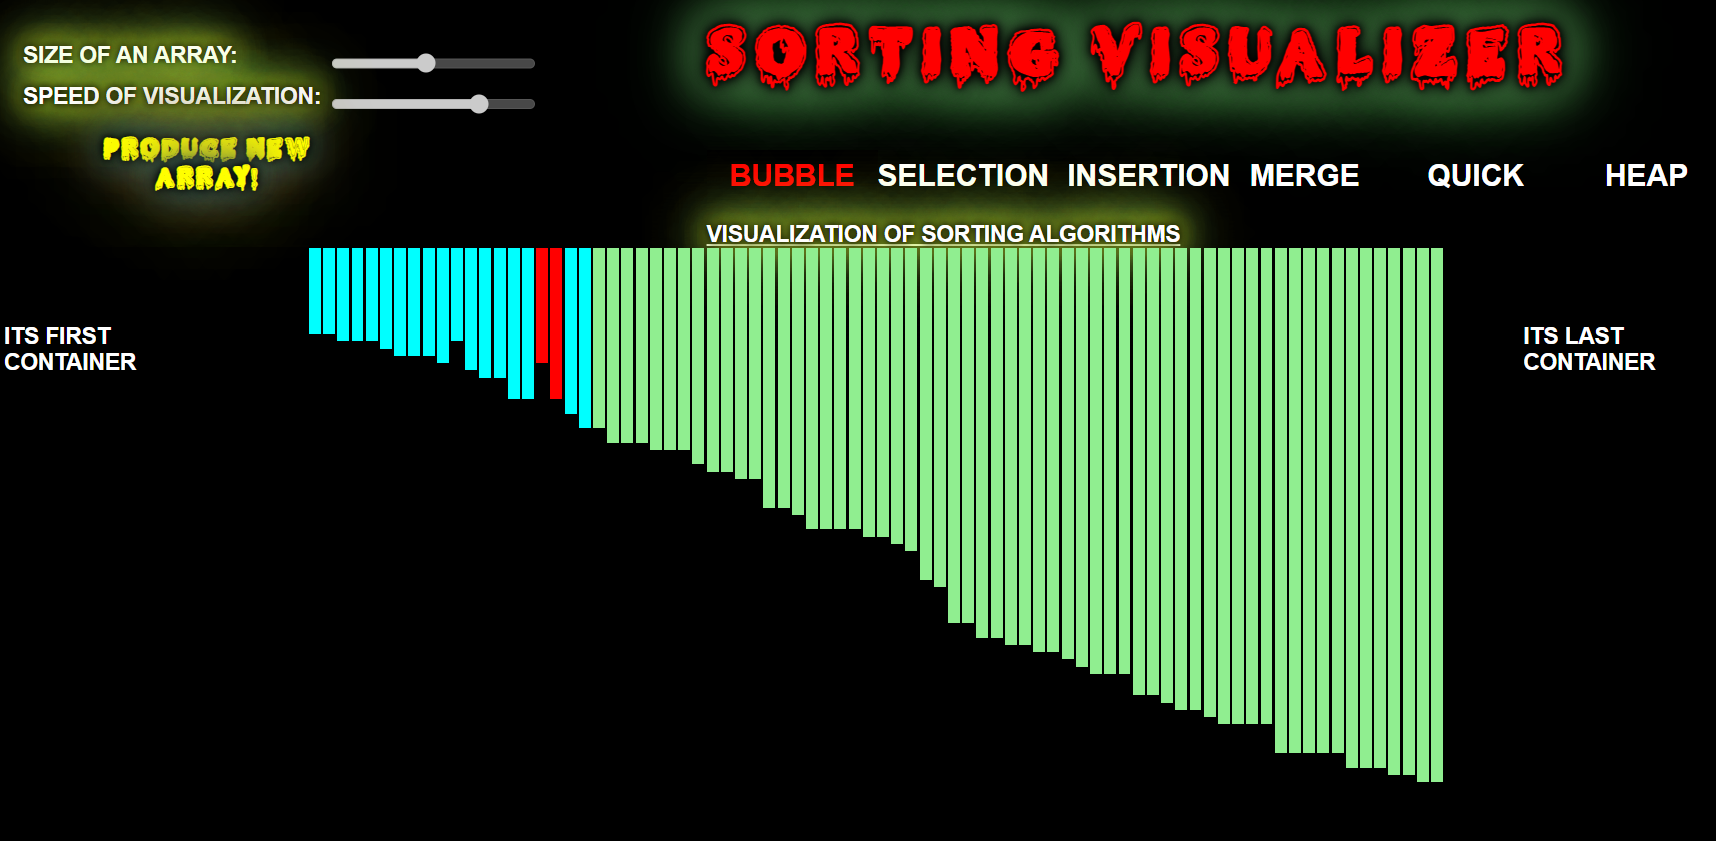 SORTING VISUALIZER
SIZE OF AN ARRAY:
SPEED OF VISUALIZATION:
PRODUCE NEW
ARRAY!
BUBBLE SELECTION INSERTION MERGE QUICK HEAP
VISUALIZATION OF SORTING ALGORITHMS
ITS FIRST
CONTAINER
ITS LAST
CONTAINER